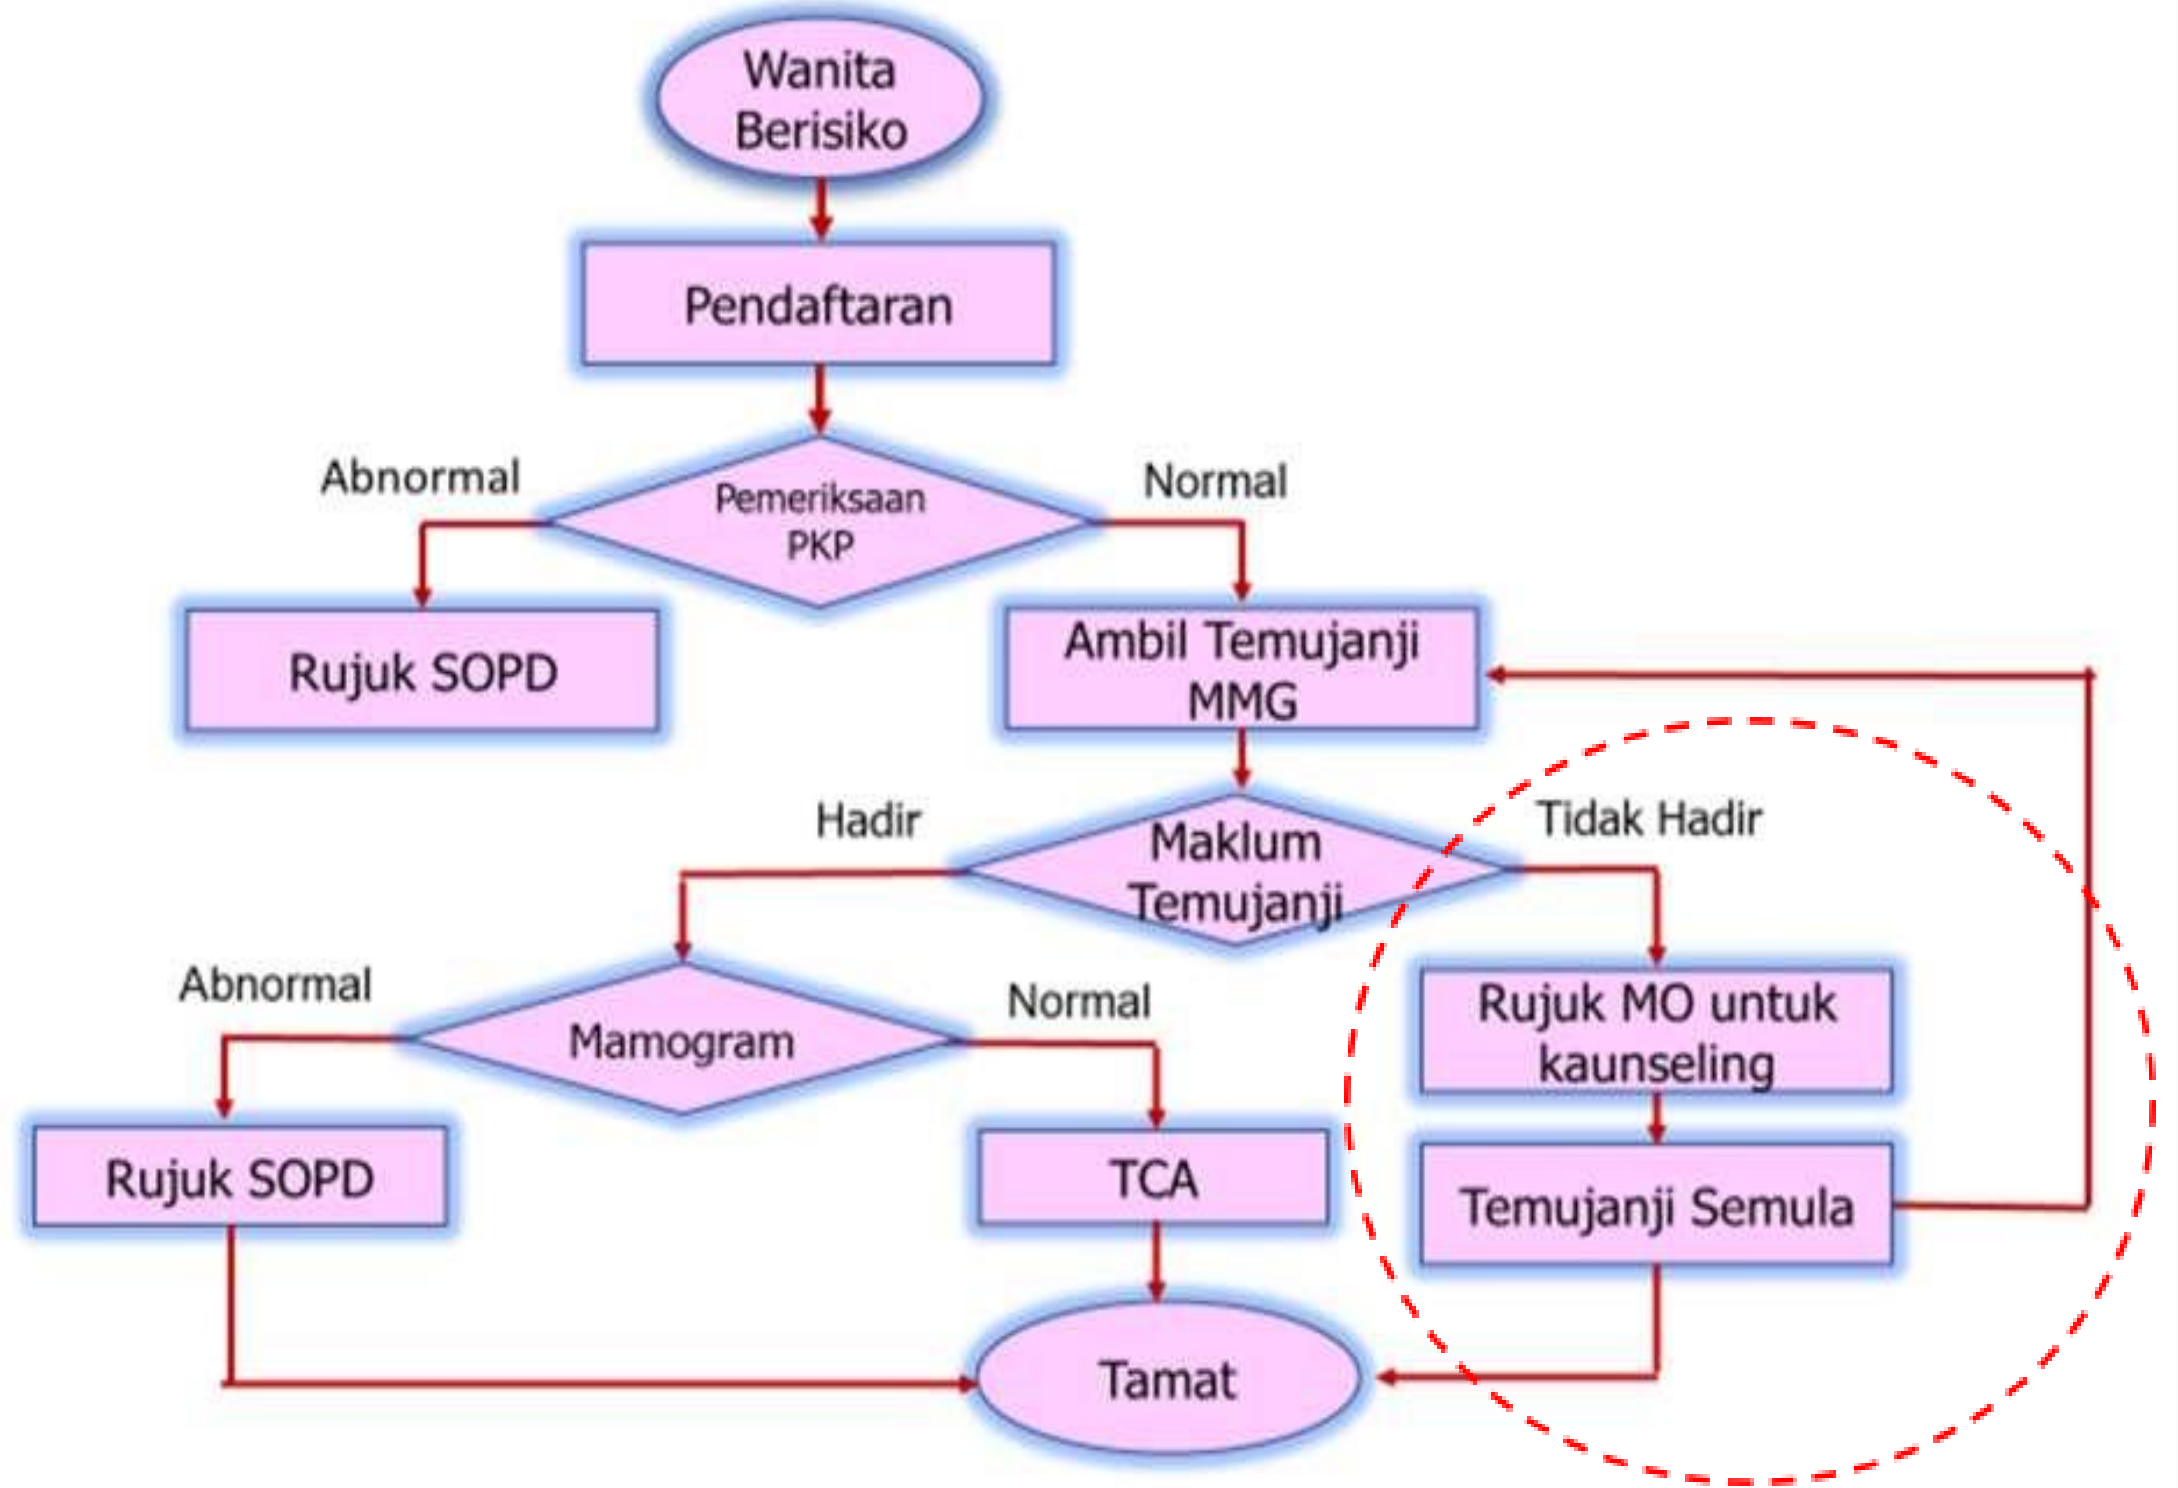 Wanita
Berisiko
Pendaftaran
Abnormal
Pemeriksaan
PKP
Normal
Rujuk SOPD
Ambil Temujanji
MMG
Hadir
Maklum
Temujanji
Tidak Hadir
Abnormal
Mamogram
Normal
Rujuk MO untuk
kaunseling
Rujuk SOPD
TCA
Temujanji Semula
Tamat